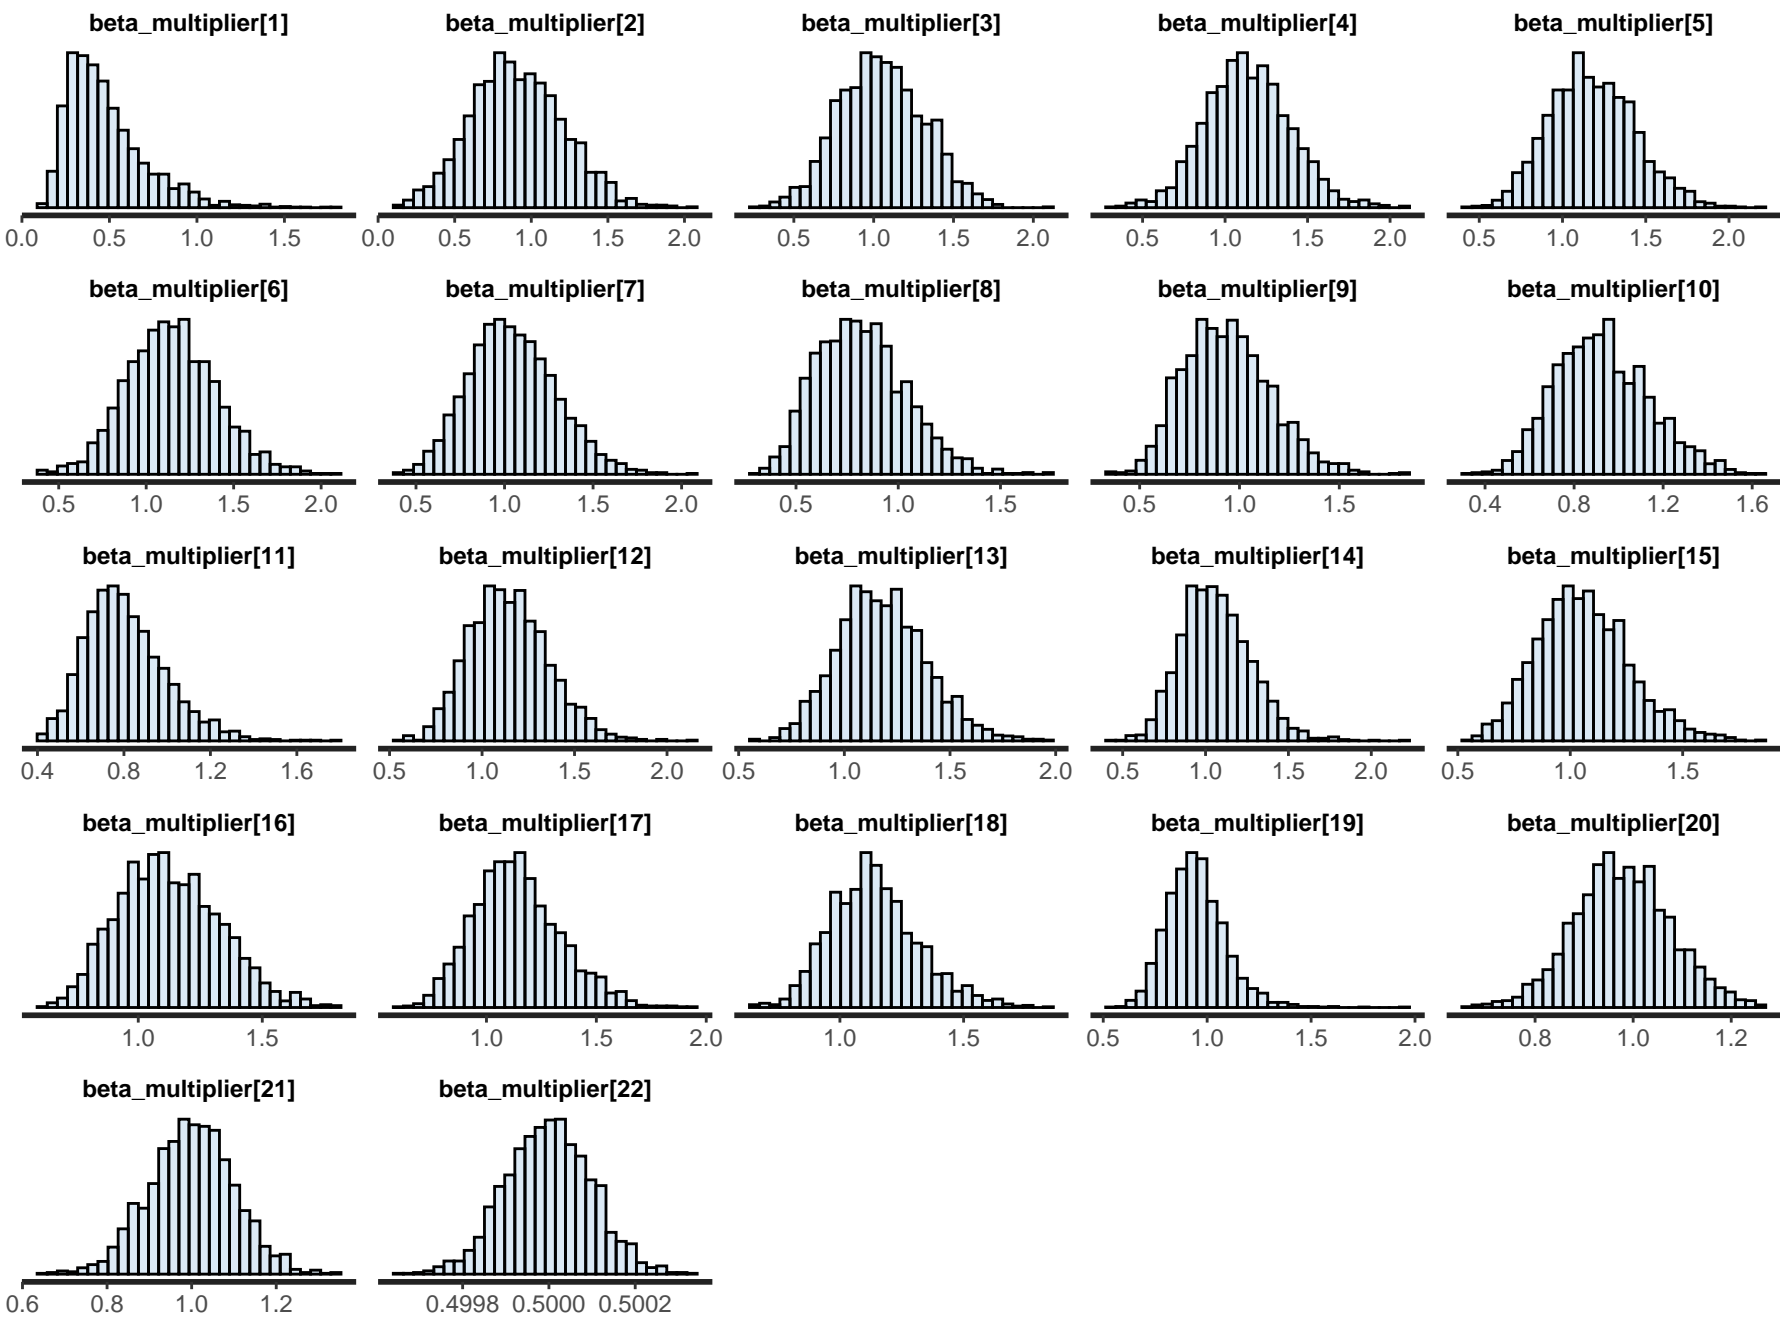 beta_multiplier[1] beta_multiplier[2] beta_multiplier[3] beta_multiplier[4] beta_multiplier[5]
0.0 0.5 1.0 1.5 0.0 0.5 1.0 1.5 2.0 0.5 1.0 1.5 2.0 0.5 1.0 1.5 2.0 0.5 1.0 1.5 2.0
beta_multiplier[6] beta_multiplier[7] beta_multiplier[8] beta_multiplier[9] beta_multiplier[10]
0.5 1.0 1.5 2.0 0.5 1.0 1.5 2.0 0.5 1.0 1.5 0.5 1.0 1.5 0.4 0.8 1.2 1.6
beta_multiplier[11] beta_multiplier[12] beta_multiplier[13] beta_multiplier[14] beta_multiplier[15]
0.4 0.8 1.2 1.6 0.5 1.0 1.5 2.0 0.5 1.0 1.5 2.0 0.5 1.0 1.5 2.0 0.5 1.0 1.5
beta_multiplier[16] beta_multiplier[17] beta_multiplier[18] beta_multiplier[19] beta_multiplier[20]
1.0 1.5 1.0 1.5 2.0 1.0 1.5 0.5 1.0 1.5 2.0 0.8 1.0 1.2
beta_multiplier[21] beta_multiplier[22]
0.6 0.8 1.0 1.2 0.4998 0.5000 0.5002